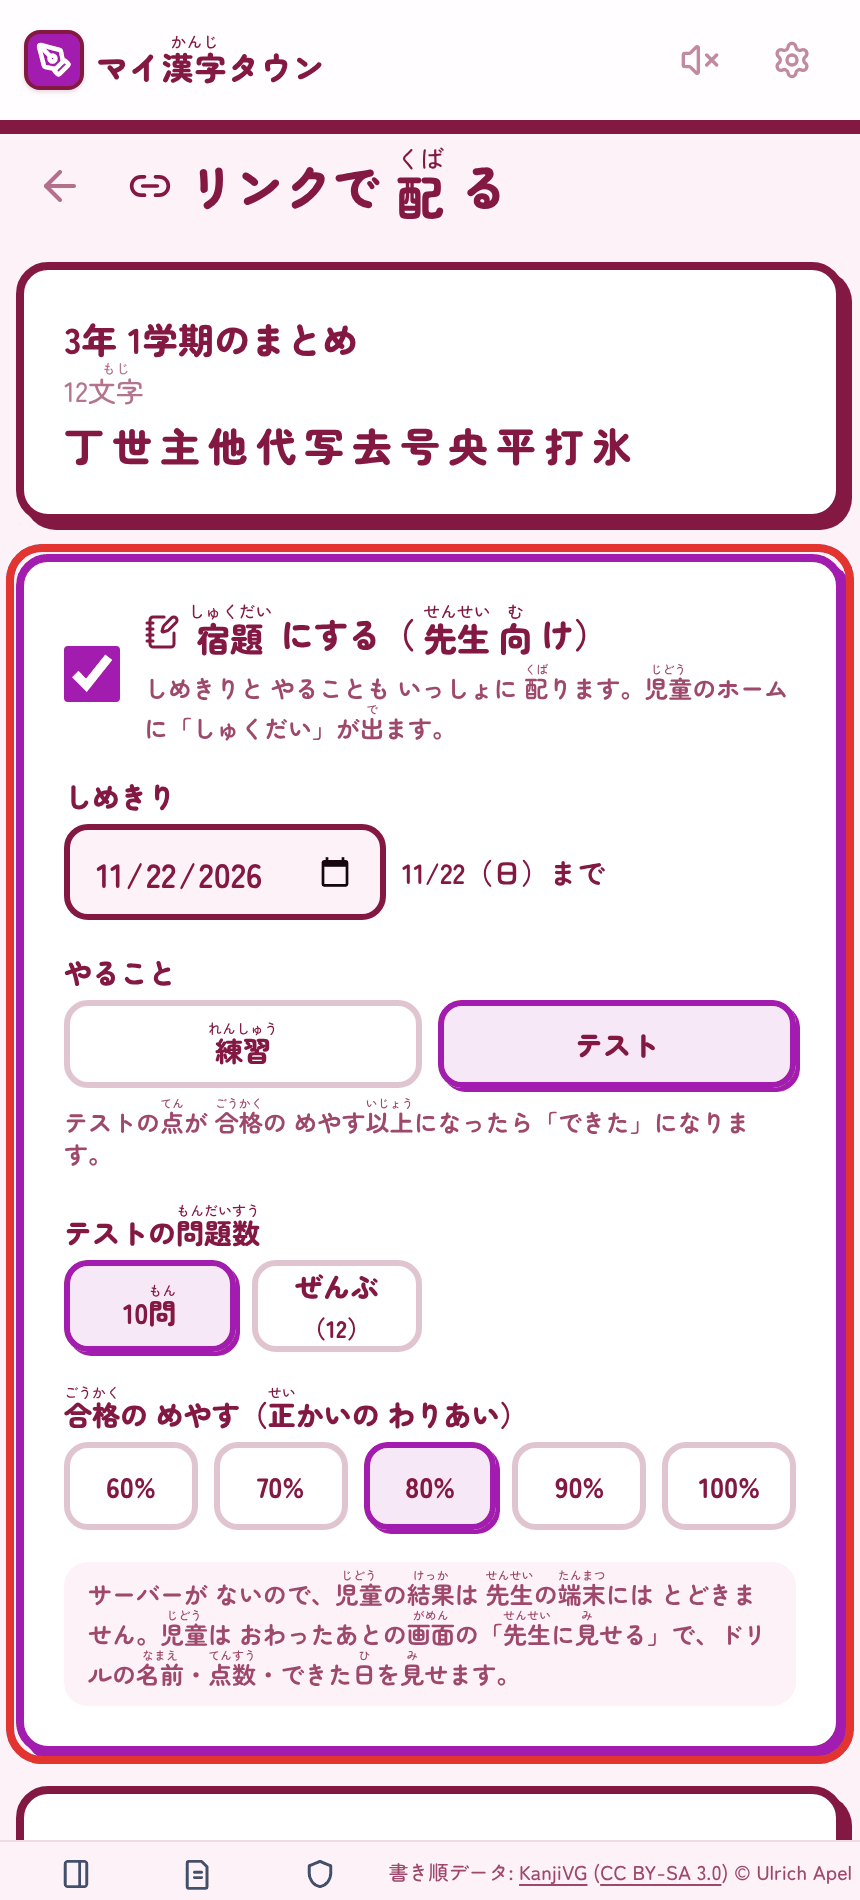 マイ漢字タウン
かんじ
リンクで 配 る
くば
3年 1学期のまとめ
もじ
12文字
丁世主他代写去号央平打氷
しゅくだい せんせい む
宿題 にする（ 先生 向 け）
くば じどう
しめきりと やることも いっしょに 配ります。児童のホーム
で
に「しゅくだい」が出ます。
しめきり
11/22/2026 11/22（日）まで
やること
れんしゅう
練習 テスト
てん ごうかく いじょう
テストの点が 合格の めやす以上になったら「できた」になりま
す。
もんだいすう
テストの問題数
もん
10問 ぜんぶ
（12）
ごうかく せい
合格の めやす（正かいの わりあい）
60% 70% 80% 90% 100%
じどう けっか せんせい たんまつ
サーバーが ないので、児童の結果は 先生の端末には とどきま
じどう がめん せんせい み
せん。児童は おわったあとの画面の「先生に見せる」で、ドリ
なまえ てんすう ひ み
ルの名前・点数・できた日を見せます。
書き順データ: KanjiVG (CC BY-SA 3.0) © Ulrich Apel